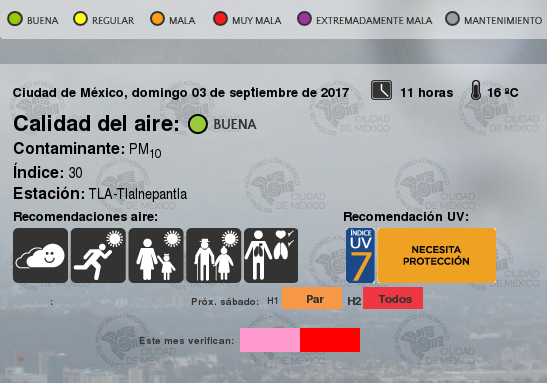 BUENA REGULAR MALA MUY MALA EXTREMADAMENTE MALA MANTENIMIENTO
Ciudad de México, domingo 03 de septiembre de 2017 11 horas 16 ºC
Calidad del aire: BUENA
Contaminante: PM10
Índice: 30
Estación: TLA-Tlalnepantla
Recomendaciones aire: Recomendación UV:
ÍNDICE UV 7 NECESITA PROTECCIÓN
: Próx. sábado: H1 Par H2 Todos
Este mes verifican: